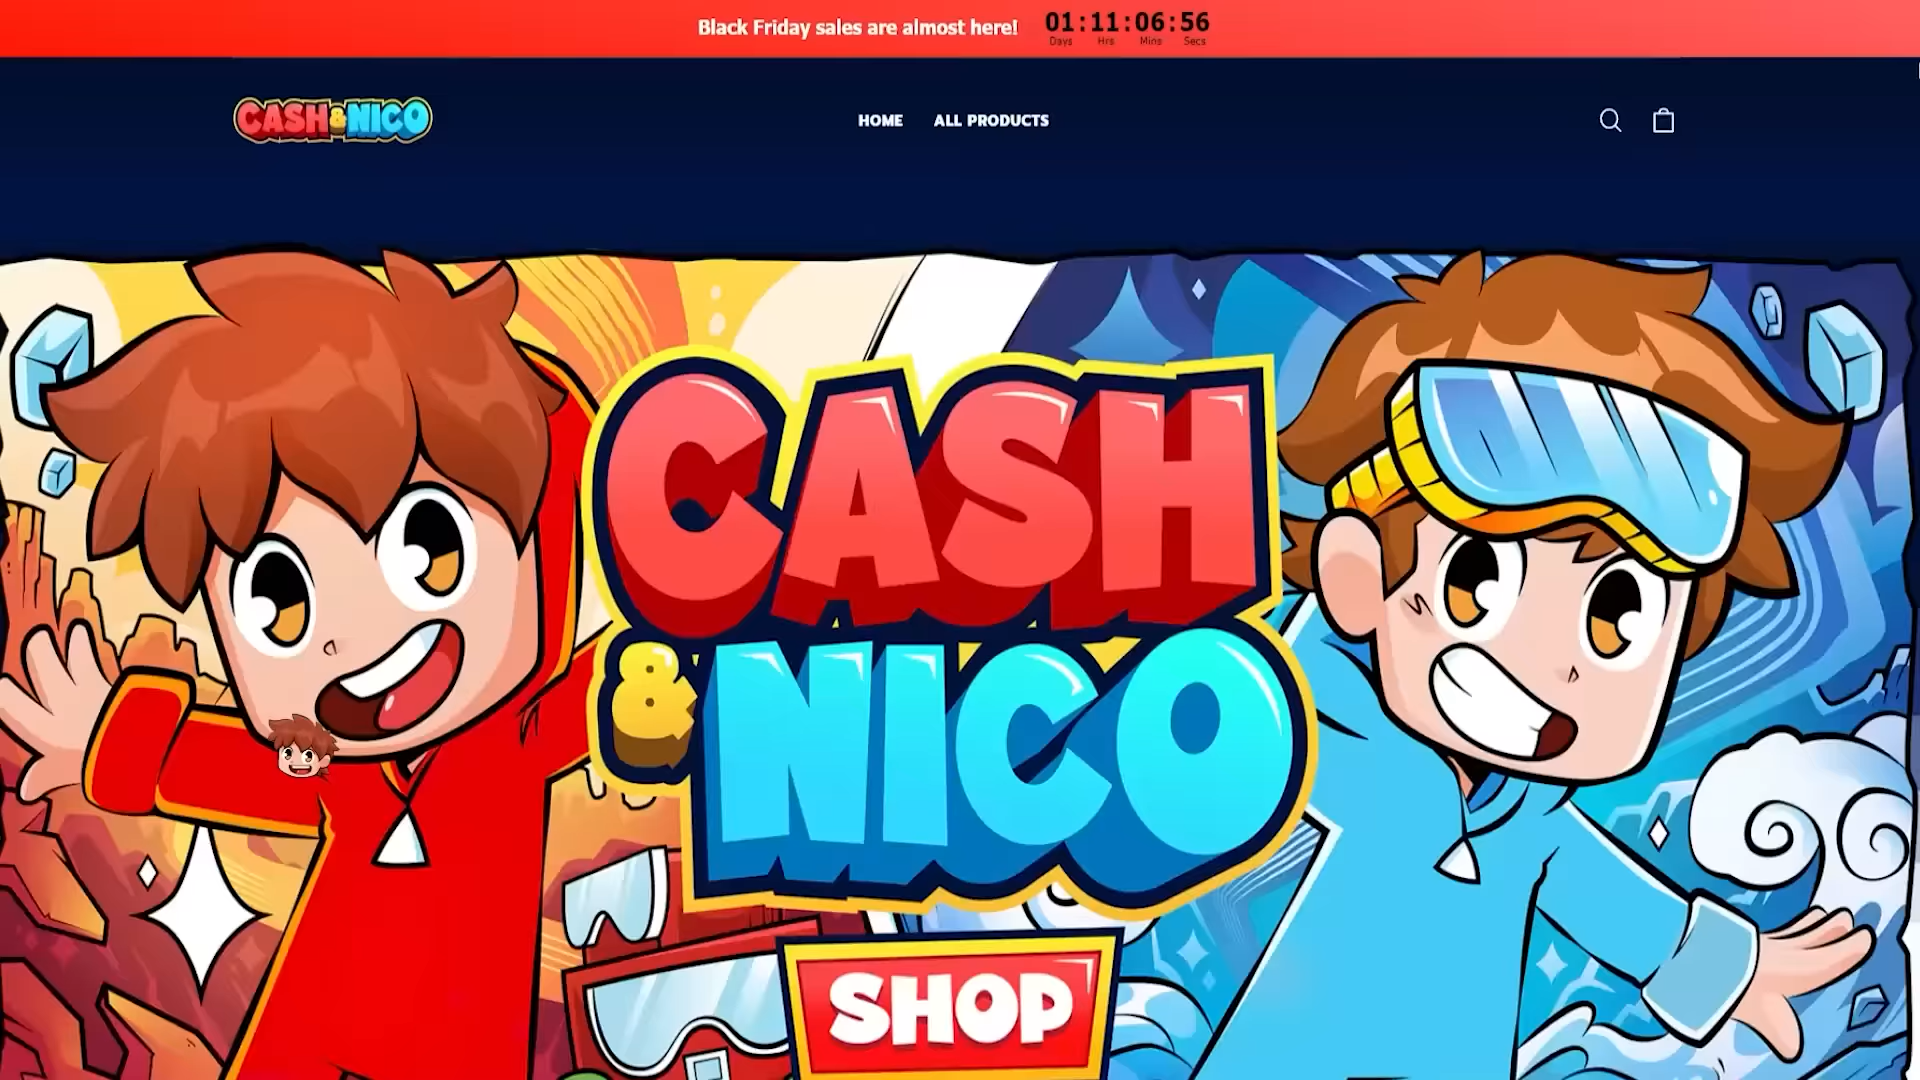 Black Friday sales are almost here!
01:11:06:56
Days Hrs Mins Secs
CASH&NICO
HOME
ALL PRODUCTS
CASH
&NICO
SHOP